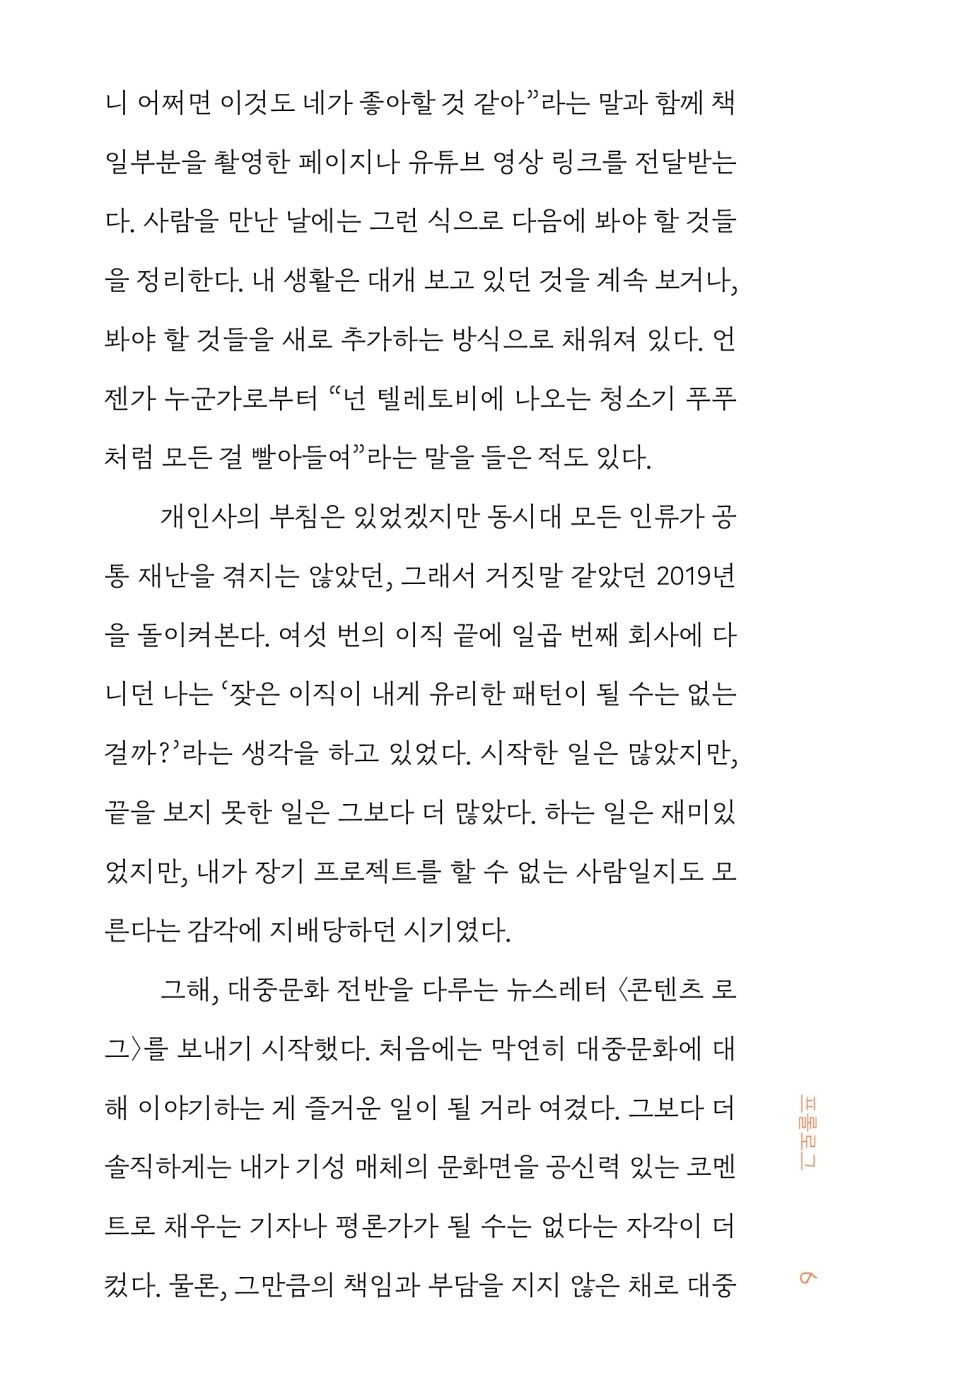 니 어쩌면 이것도 네가 좋아할 것 같아”라는 말과 함께 책
일부분을 촬영한 페이지나 유튜브 영상 링크를 전달받는
다. 사람을 만난 날에는 그런 식으로 다음에 봐야 할 것들
을 정리한다. 내 생활은 대개 보고 있던 것을 계속 보거나,
봐야 할 것들을 새로 추가하는 방식으로 채워져 있다. 언
젠가 누군가로부터 “넌 텔레토비에 나오는 청소기 푸푸
처럼 모든 걸 빨아들여”라는 말을 들은 적도 있다.
개인사의 부침은 있었겠지만 동시대 모든 인류가 공
통 재난을 겪지는 않았던, 그래서 거짓말 같았던 2019년
을 돌이켜본다. 여섯 번의 이직 끝에 일곱 번째 회사에 다
니던 나는 ‘잦은 이직이 내게 유리한 패턴이 될 수는 없는
걸까?’라는 생각을 하고 있었다. 시작한 일은 많았지만,
끝을 보지 못한 일은 그보다 더 많았다. 하는 일은 재미있
었지만, 내가 장기 프로젝트를 할 수 없는 사람일지도 모
른다는 감각에 지배당하던 시기였다.
그해, 대중문화 전반을 다루는 뉴스레터 〈콘텐츠 로
그〉를 보내기 시작했다. 처음에는 막연히 대중문화에 대
해 이야기하는 게 즐거운 일이 될 거라 여겼다. 그보다 더
솔직하게는 내가 기성 매체의 문화면을 공신력 있는 코멘
트로 채우는 기자나 평론가가 될 수는 없다는 자각이 더
컸다. 물론, 그만큼의 책임과 부담을 지지 않은 채로 대중
프롤로그
9